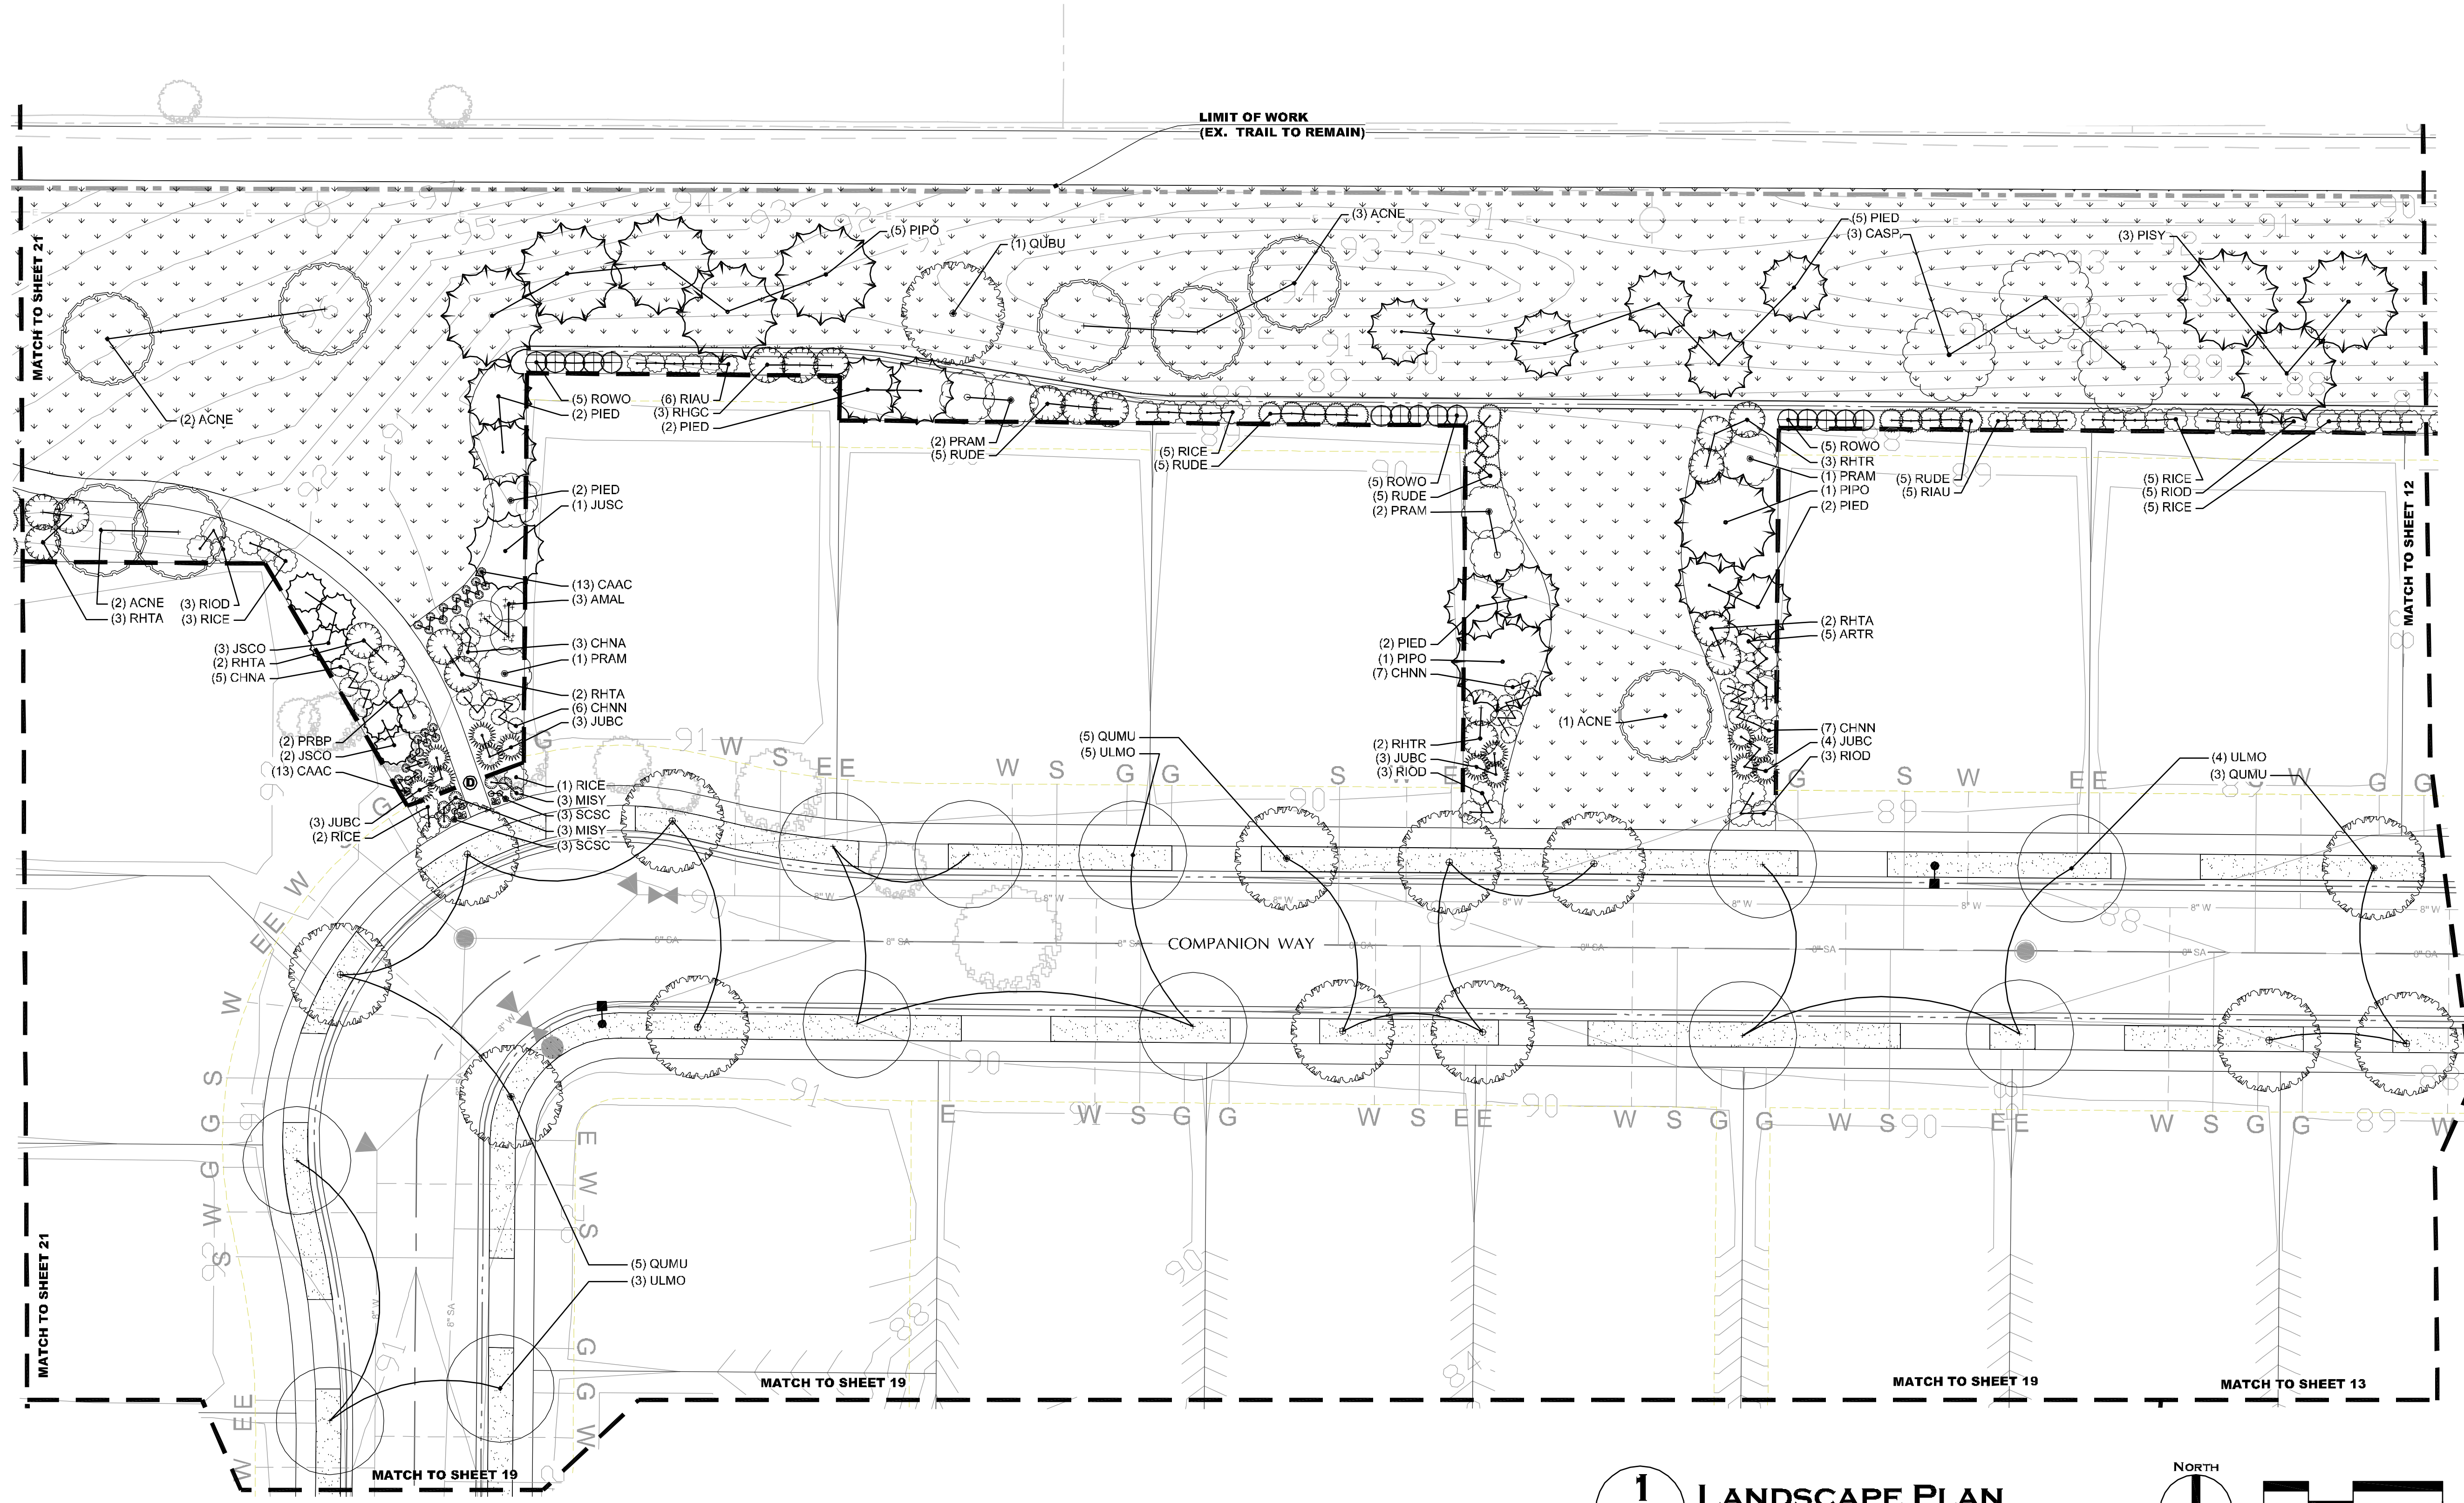 LIMIT OF WORK
(EX. TRAIL TO REMAIN)
MATCH TO SHEET 21
(3) ACNE
(5) PIED
(3) CASP
(5) PIPO
(3) PISY
(1) QUBU
(2) ACNE
(5) ROWO
(2) PIED
(6) RIAU
(3) RHGC
(2) PIED
(2) PRAM
(5) RUDE
(5) RICE
(5) RUDE
(5) ROWO
(5) RUDE
(2) PRAM
(5) ROWO
(3) RHTR
(1) PRAM
(1) PIPO
(2) PIED
(5) RUDE
(5) RIAU
(5) RICE
(5) RIOD
(5) RICE
MATCH TO SHEET 12
(2) PIED
(1) JUSC
(13) CAAC
(3) AMAL
(2) ACNE
(3) RHTA
(3) RIOD
(3) RICE
(3) JSCO
(2) RHTA
(5) CHNA
(3) CHNA
(1) PRAM
(2) RHTA
(6) CHNN
(3) JUBC
(2) PIED
(1) PIPO
(7) CHNN
(2) RHTA
(5) ARTR
(1) ACNE
(2) PRBP
(2) JSCO
(13) CAAC
(5) QUMU
(5) ULMO
(2) RHTR
(3) JUBC
(3) RIOD
(7) CHNN
(4) JUBC
(3) RIOD
(4) ULMO
(3) QUMU
(1) RICE
(3) MISY
(3) SCSC
(3) MISY
(3) SCSC
(3) JUBC
(2) RICE
COMPANION WAY
(5) QUMU
(3) ULMO
MATCH TO SHEET 21
MATCH TO SHEET 19
MATCH TO SHEET 19
MATCH TO SHEET 13
MATCH TO SHEET 19
1
LANDSCAPE PLAN
NORTH